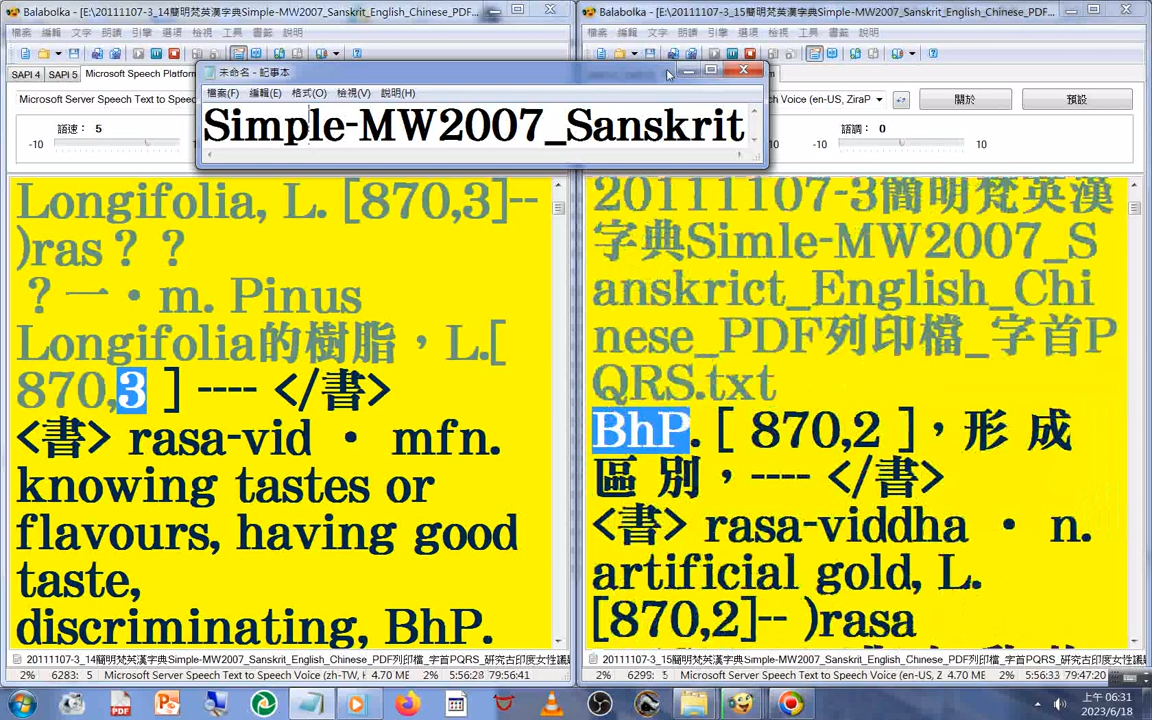 Balabolka - [E:\20111107-3_14簡明梵英漢字典Simple-MW2007_Sanskrit_English_Chinese_PDF...
檔案 編輯 文字 朗讀 引擎 選項 檢視 工具 書籤 說明
SAPI 4 SAPI 5 Microsoft Speech Platform
Microsoft Server Speech Text to Speech
語速： 5
-10
未命名 - 記事本
檔案(F) 編輯(E) 格式(O) 檢視(V) 說明(H)
Simple-MW2007_Sanskrit
Longifolia, L. [870,3]--
)ras？？
？一‧m. Pinus
Longifolia的樹脂，L.[
870,3 ] ---- </書>
<書> rasa-vid ‧ mfn.
knowing tastes or
flavours, having good
taste,
discriminating, BhP.
20111107-3_14簡明梵英漢字典Simple-MW2007_Sanskrit_English_Chinese_PDF列印檔_字首PQRS_研究古印度女性議
2% 6283: 5 Microsoft Server Speech Text to Speech Voice (zh-TW, H 4.70 ME 5:56:28 79:56:41
Balabolka - [E:\20111107-3_15簡明梵英漢字典Simple-MW2007_Sanskrit_English_Chinese_PDF...
檔案 編輯 文字 朗讀 引擎 選項 檢視 工具 書籤 說明
Voice (en-US, ZiraP 關於 預設
語調： 0
-10 10
20111107-3簡明梵英漢
字典Simle-MW2007_S
anskrict_English_Chi
nese_PDF列印檔_字首P
QRS.txt
BhP. [ 870,2 ]，形 成
區 別，---- </書>
<書> rasa-viddha ‧ n.
artificial gold, L.
[870,2]-- )rasa
20111107-3_15簡明梵英漢字典Simple-MW2007_Sanskrit_English_Chinese_PDF列印檔_字首PQRS_研究古印度女性議
2% 6299: 5 Microsoft Server Speech Text to Speech Voice (en-US, Z 4.70 ME 5:56:33 79:47:20
上午 06:31
2023/6/18